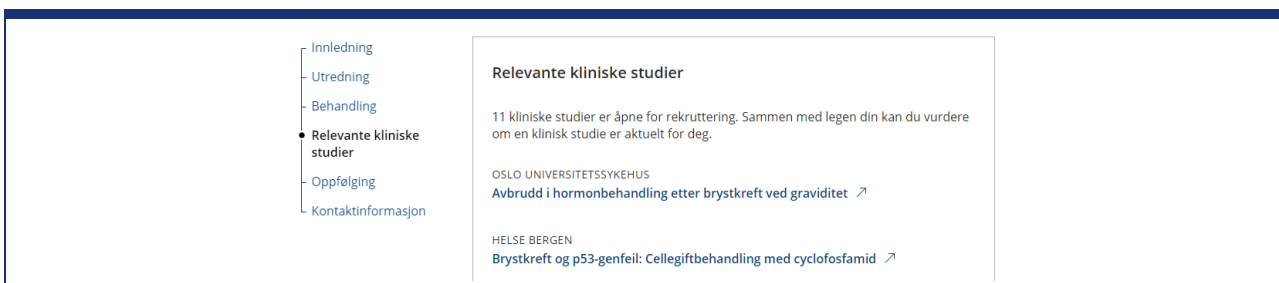 Innledning
Utredning
Behandling
Relevante kliniske
studier
Oppfølging
Kontaktinformasjon
Relevante kliniske studier
11 kliniske studier er åpne for rekruttering. Sammen med legen din kan du vurdere
om en klinisk studie er aktuelt for deg.
OSLO UNIVERSITETSSYKEHUS
Avbrudd i hormonbehandling etter brystkreft ved graviditet
HELSE BERGEN
Brystkreft og p53-genfeil: Cellegiftbehandling med cyclofosfamid